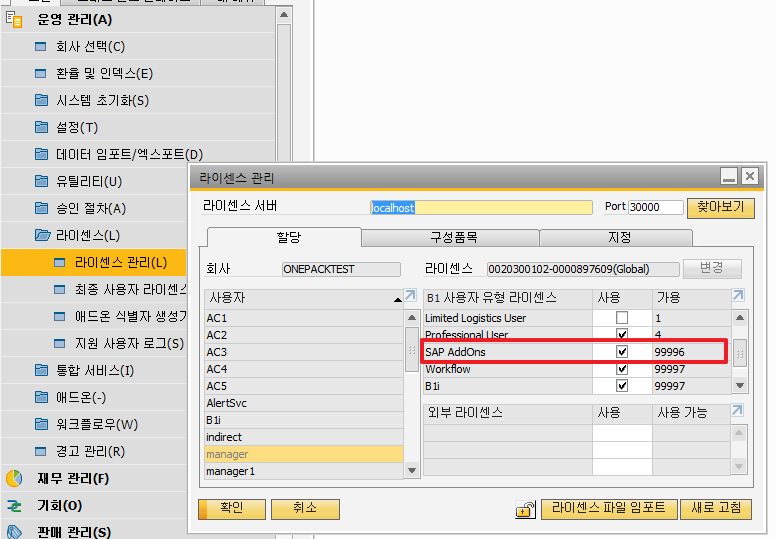 운영 관리(A)
회사 선택(C)
환율 및 인덱스(E)
시스템 초기화(S)
설정(T)
데이터 임포트/엑스포트(D)
유틸리티(U)
승인 절차(A)
라이센스(L)
라이센스 관리(L)
최종 사용자 라이센스
애드온 식별자 생성기
지원 사용자 로그(S)
통합 서비스(I)
애드온(-)
워크플로우(W)
경고 관리(R)
재무 관리(F)
기회(O)
판매 관리(S)
라이센스 관리
라이센스 서버 localhost Port 30000 찾아보기
할당 구성품목 지정
회사 ONEPACKTEST 라이센스 0020300102-0000897609(Global) 변경
사용자
AC1
AC2
AC3
AC4
AC5
AlertSvc
B1i
indirect
manager
manager1
B1 사용자 유형 라이센스 사용 가용
Limited Logistics User 1
Professional User 4
SAP AddOns 99996
Workflow 99997
B1i 99997
외부 라이센스 사용 사용 가능
확인 취소 라이센스 파일 임포트 새로 고침